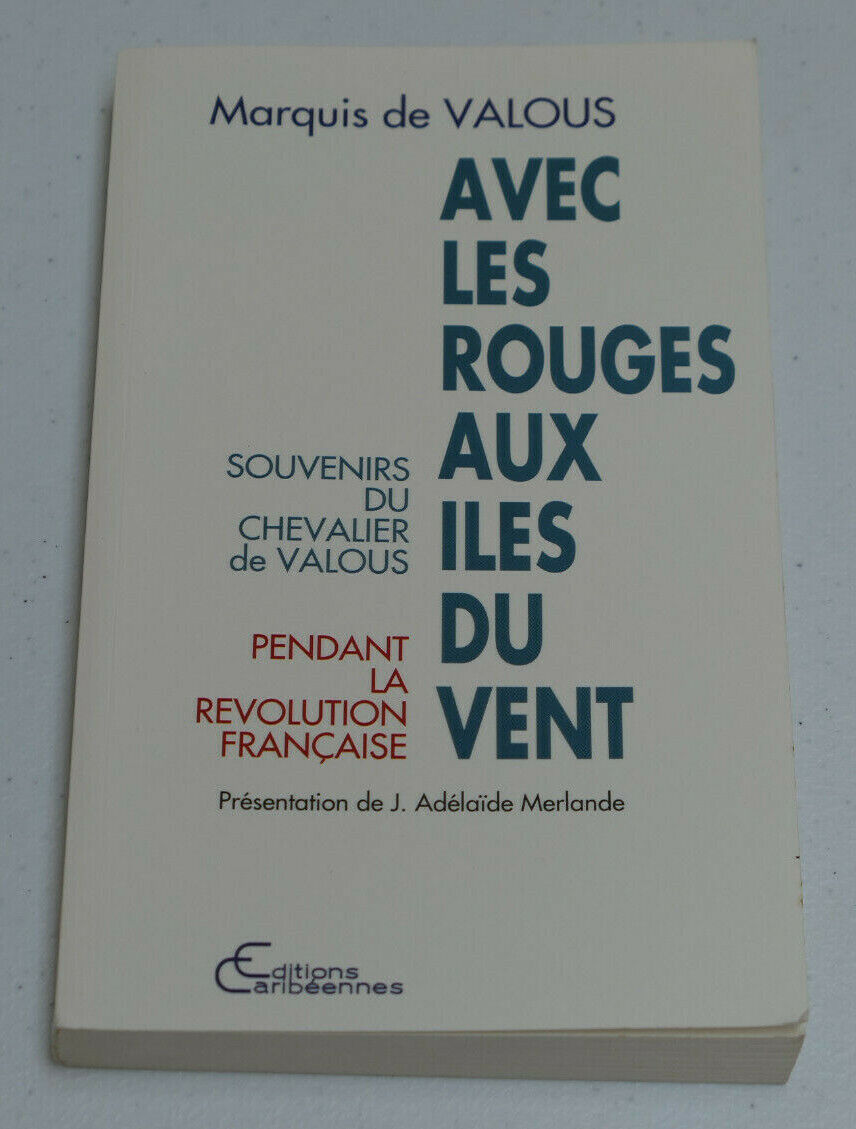 Marquis de VALOUS
AVEC
LES
ROUGES
AUX
ILES
DU
VENT
SOUVENIRS
DU
CHEVALIER
de VALOUS
PENDANT
LA
REVOLUTION
FRANÇAISE
Présentation de J. Adélaïde Merlande
Editions
Caribéennes